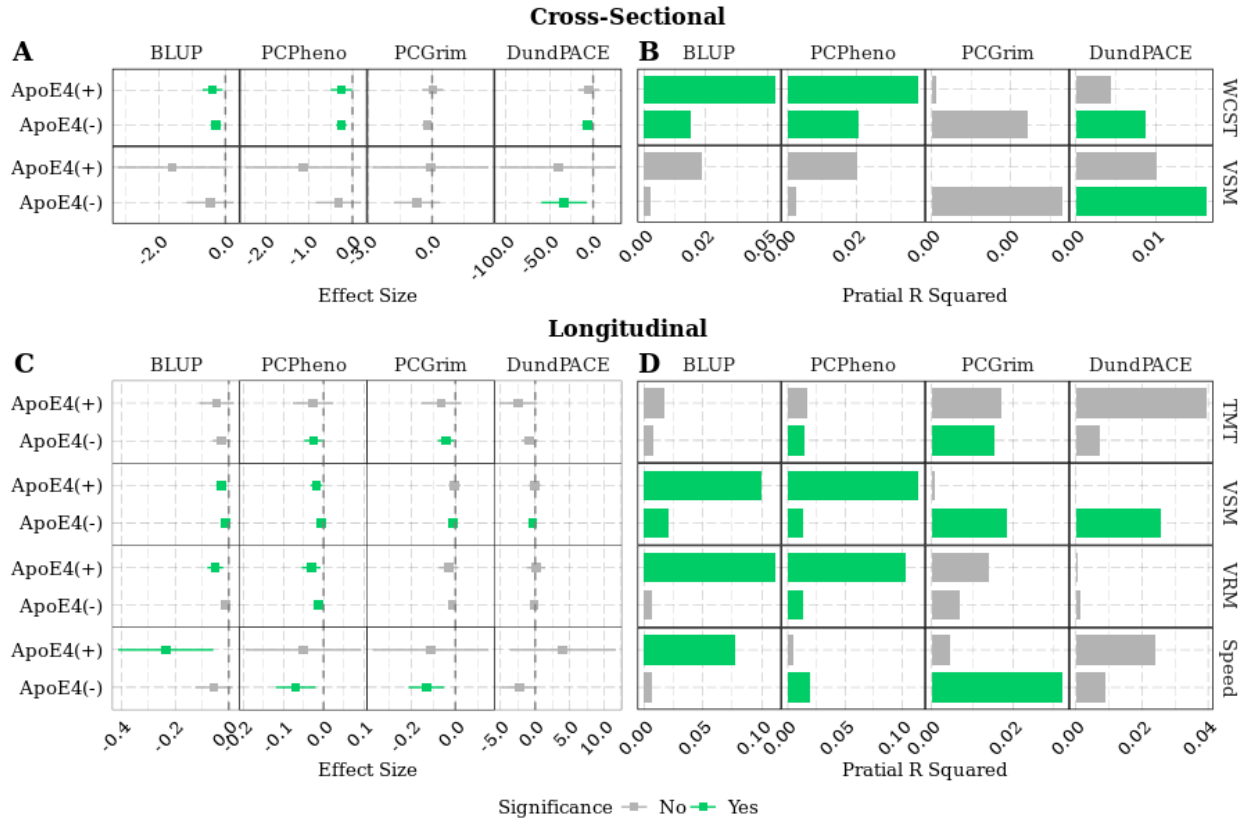 Cross-Sectional
A
BLUP PCPheno PCGrim DundPACE
ApoE4(+)
ApoE4(-)
ApoE4(+)
ApoE4(-)
-2.0 0.0 -2.0 -1.0 0.0 -3.0 0.0 -100.0 -50.0 0.0
Effect Size
B
BLUP PCPheno PCGrim DundPACE
WCST
VSM
0.00 0.02 0.05 0.00 0.02 0.00 0.00 0.00 0.01
Pratial R Squared
Longitudinal
C
BLUP PCPheno PCGrim DundPACE
ApoE4(+)
ApoE4(-)
ApoE4(+)
ApoE4(-)
ApoE4(+)
ApoE4(-)
ApoE4(+)
ApoE4(-)
-0.4 -0.2 0.0 -0.2 -0.1 0.0 0.1 -0.2 0.0 -5.0 0.0 5.0 10.0
Effect Size
D
BLUP PCPheno PCGrim DundPACE
TMT
VSM
VRM
Speed
0.00 0.05 0.10 0.00 0.05 0.10 0.00 0.02 0.00 0.02 0.04
Pratial R Squared
Significance No Yes